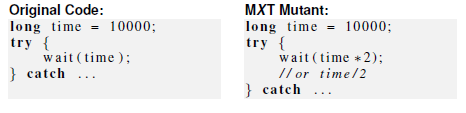 Original Code:
long time = 10000;
try {
wait(time);
} catch ...
MXT Mutant:
long time = 10000;
try {
wait(time *2);
//or time/2
} catch ...